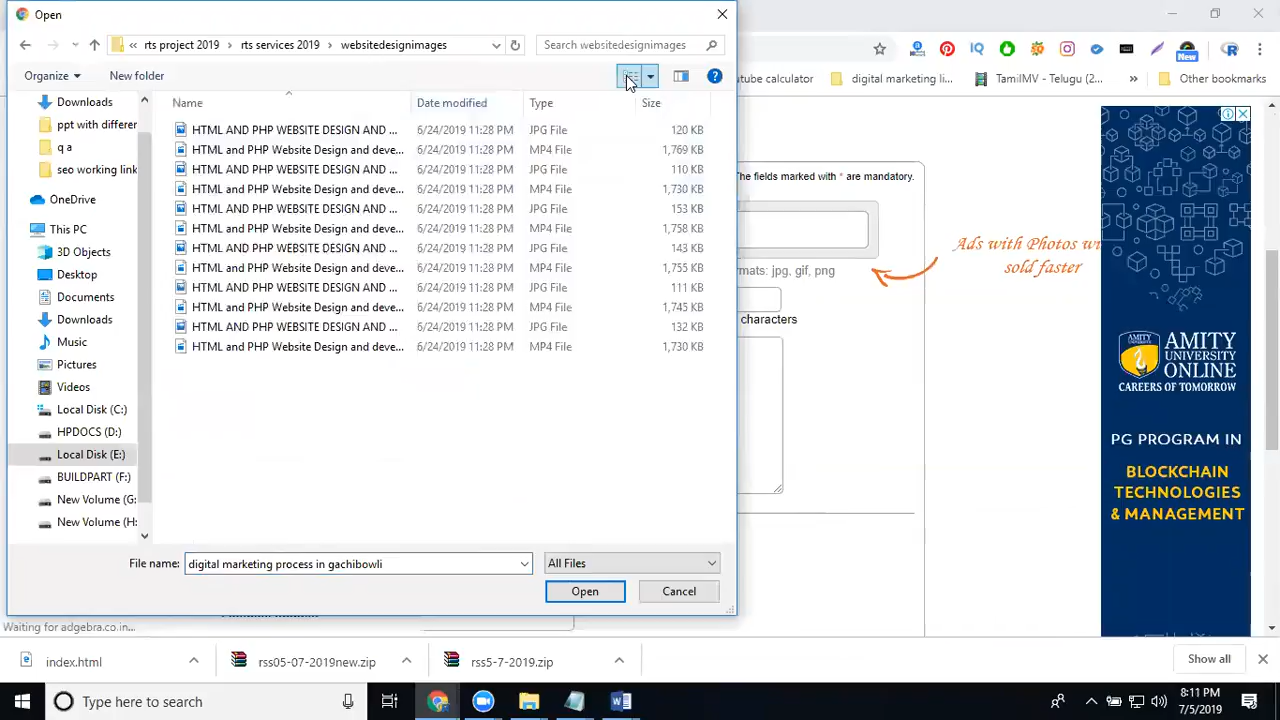 Open
rts project 2019 rts services 2019 websitedesignimages Search websitedesignimages
Organize New folder
Name Date modified Type Size
Downloads
ppt with differer
q a
seo working link
OneDrive
This PC
3D Objects
Desktop
Documents
Downloads
Music
Pictures
Videos
Local Disk (C:)
HPDOCS (D:)
Local Disk (E:)
BUILDPART (F:)
New Volume (G:
New Volume (H:
HTML AND PHP WEBSITE DESIGN AND ... 6/24/2019 11:28 PM JPG File 120 KB
HTML and PHP Website Design and deve... 6/24/2019 11:28 PM MP4 File 1,769 KB
HTML AND PHP WEBSITE DESIGN AND ... 6/24/2019 11:28 PM JPG File 110 KB
HTML and PHP Website Design and deve... 6/24/2019 11:28 PM MP4 File 1,730 KB
HTML AND PHP WEBSITE DESIGN AND ... 6/24/2019 11:28 PM JPG File 153 KB
HTML and PHP Website Design and deve... 6/24/2019 11:28 PM MP4 File 1,758 KB
HTML AND PHP WEBSITE DESIGN AND ... 6/24/2019 11:28 PM JPG File 143 KB
HTML and PHP Website Design and deve... 6/24/2019 11:28 PM MP4 File 1,755 KB
HTML AND PHP WEBSITE DESIGN AND ... 6/24/2019 11:28 PM JPG File 111 KB
HTML and PHP Website Design and deve... 6/24/2019 11:28 PM MP4 File 1,745 KB
HTML AND PHP WEBSITE DESIGN AND ... 6/24/2019 11:28 PM JPG File 132 KB
HTML and PHP Website Design and deve... 6/24/2019 11:28 PM MP4 File 1,730 KB
File name: digital marketing process in gachibowli All Files
Open Cancel
New
outube calculator digital marketing li... TamilMV - Telugu (2... Other bookmarks
The fields marked with * are mandatory.
rmats: jpg, gif, png
Ads with Photos wi
sold faster
characters
AMITY
UNIVERSITY
ONLINE
CAREERS OF TOMORROW
PG PROGRAM IN
BLOCKCHAIN
TECHNOLOGIES
& MANAGEMENT
Waiting for adgebra.co.in...
index.html rss05-07-2019new.zip rss5-7-2019.zip Show all
Type here to search
8:11 PM
7/5/2019